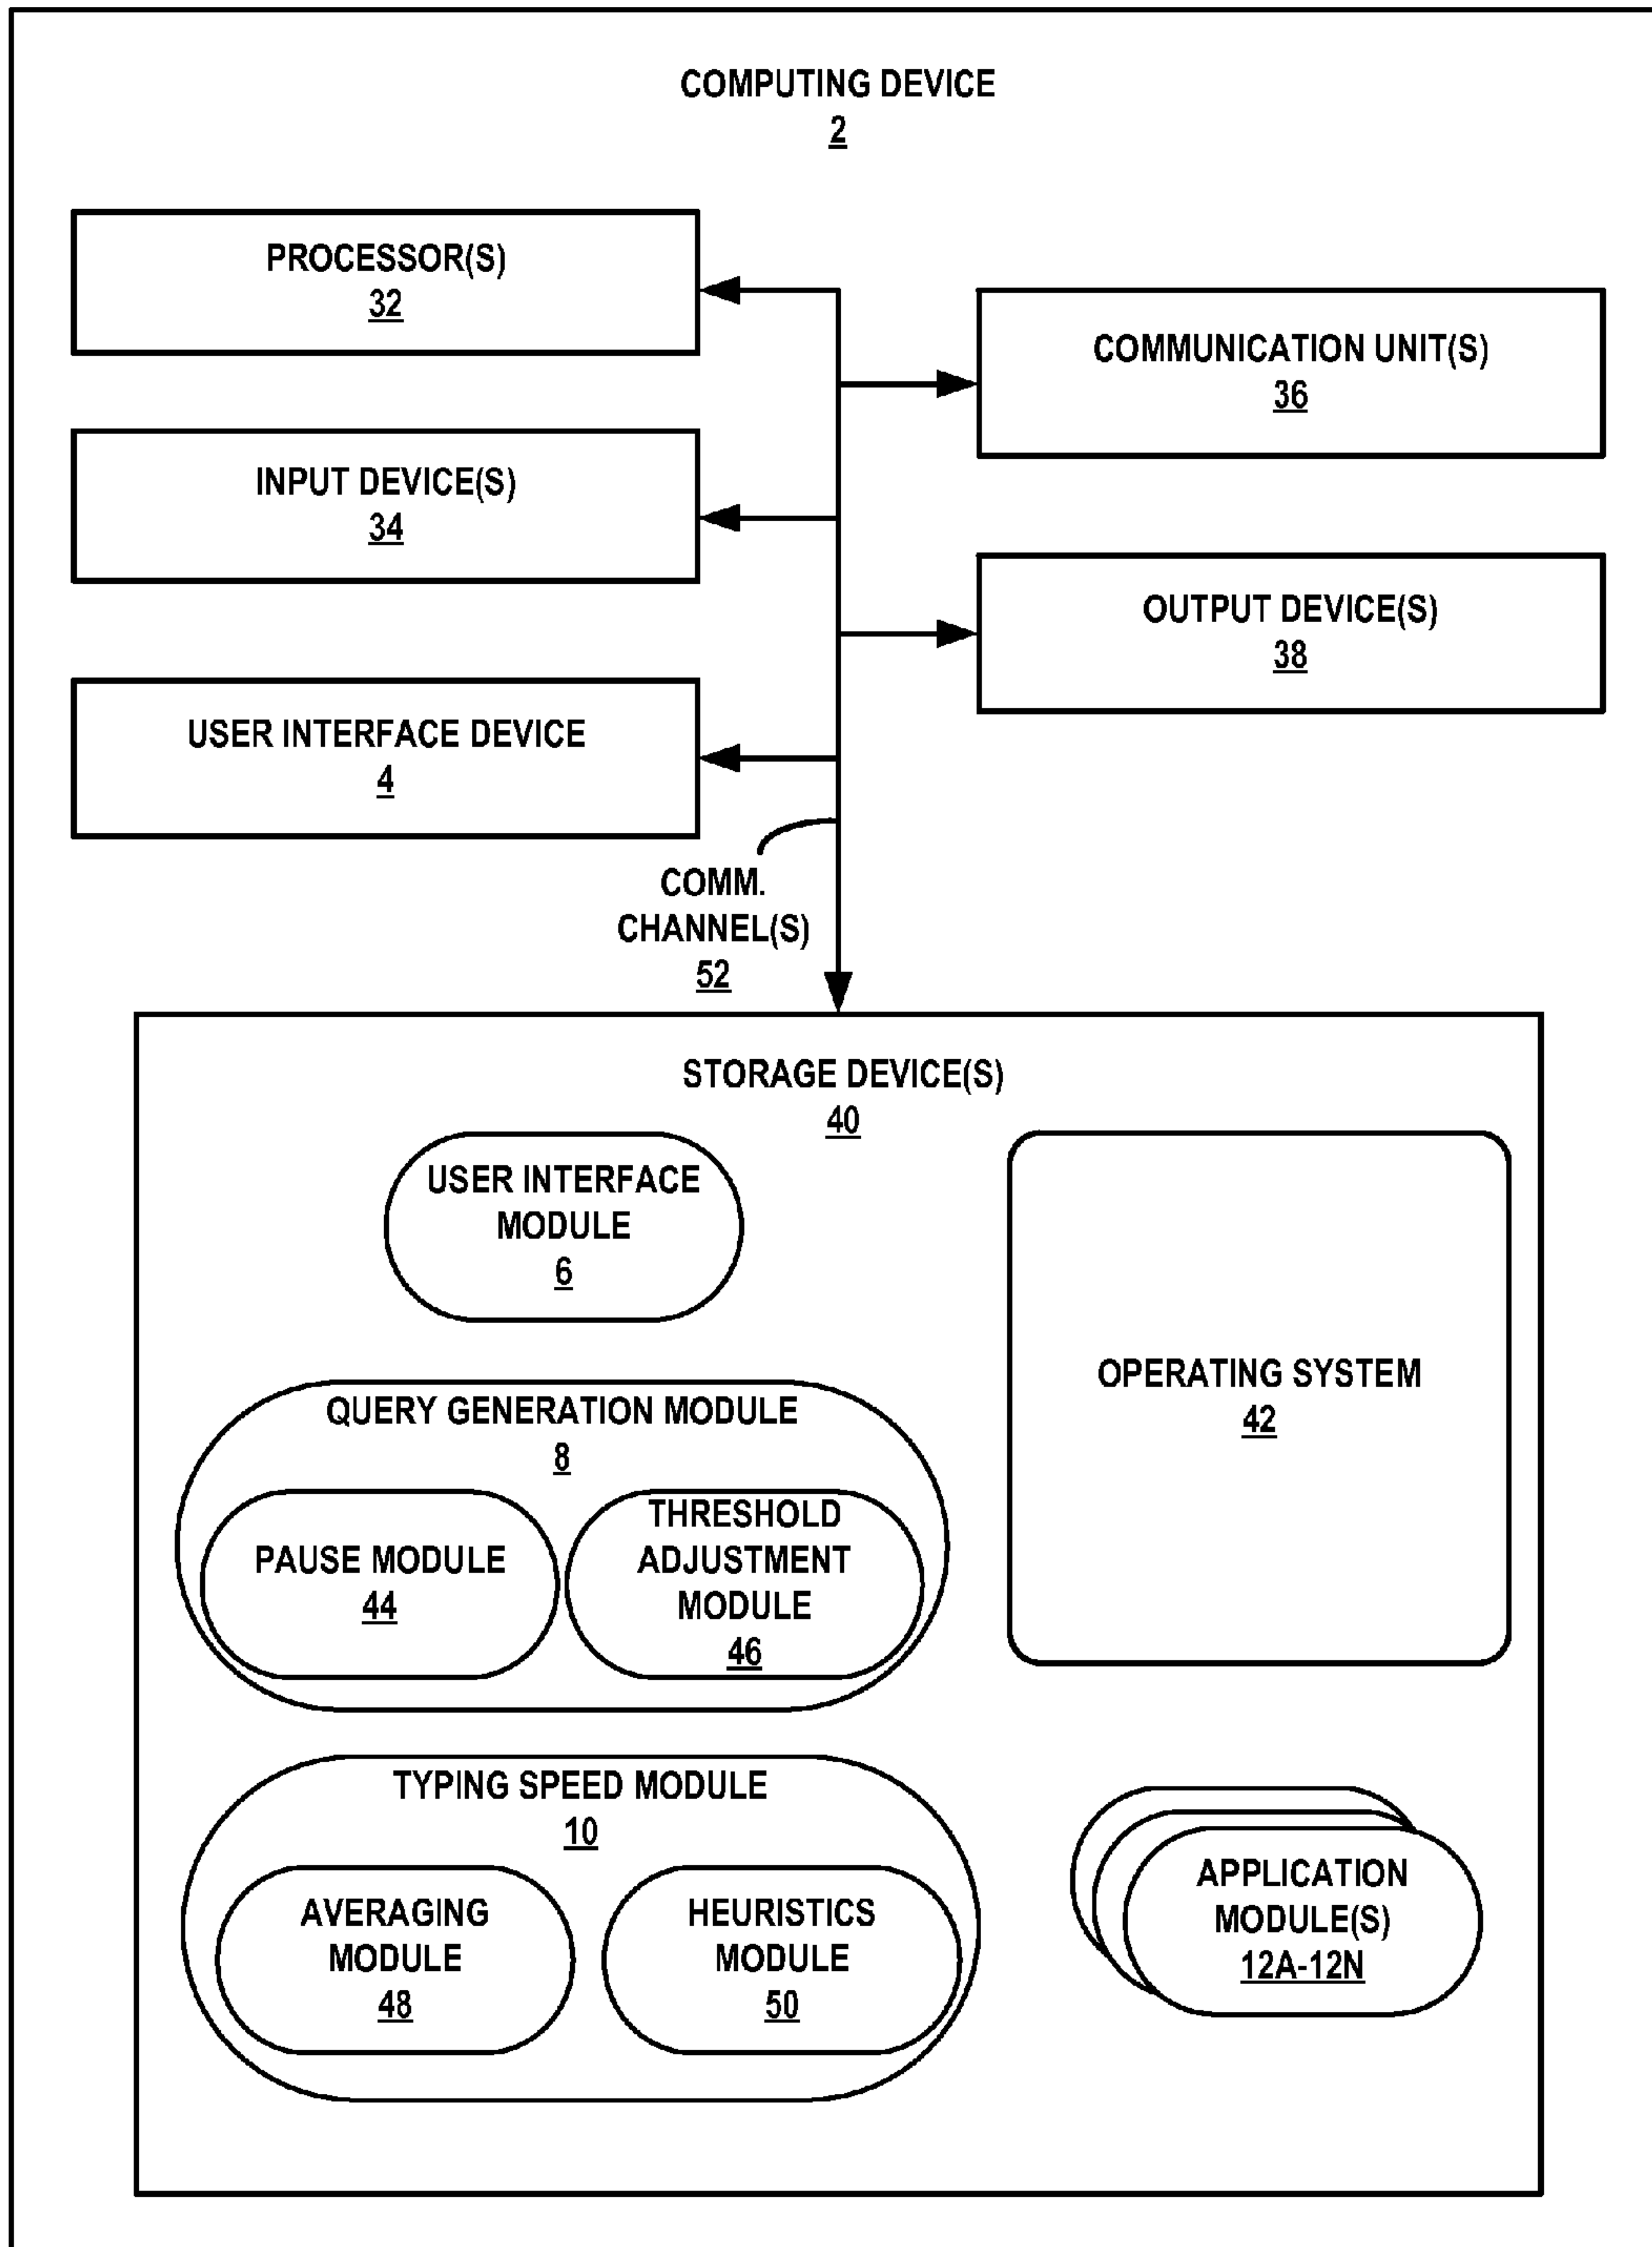 COMPUTING DEVICE
2
PROCESSOR(S)
32
COMMUNICATION UNIT(S)
36
INPUT DEVICE(S)
34
OUTPUT DEVICE(S)
38
USER INTERFACE DEVICE
4
COMM.
CHANNEL(S)
52
STORAGE DEVICE(S)
40
USER INTERFACE
MODULE
6
OPERATING SYSTEM
42
QUERY GENERATION MODULE
8
PAUSE MODULE
44
THRESHOLD
ADJUSTMENT
MODULE
46
TYPING SPEED MODULE
10
AVERAGING
MODULE
48
HEURISTICS
MODULE
50
APPLICATION
MODULE(S)
12A-12N